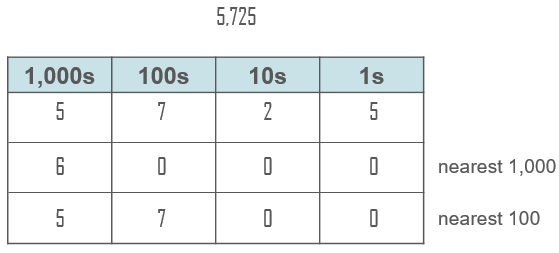 5,725
1,000s 100s 10s 1s
5 7 2 5
6 0 0 0 nearest 1,000
5 7 0 0 nearest 100